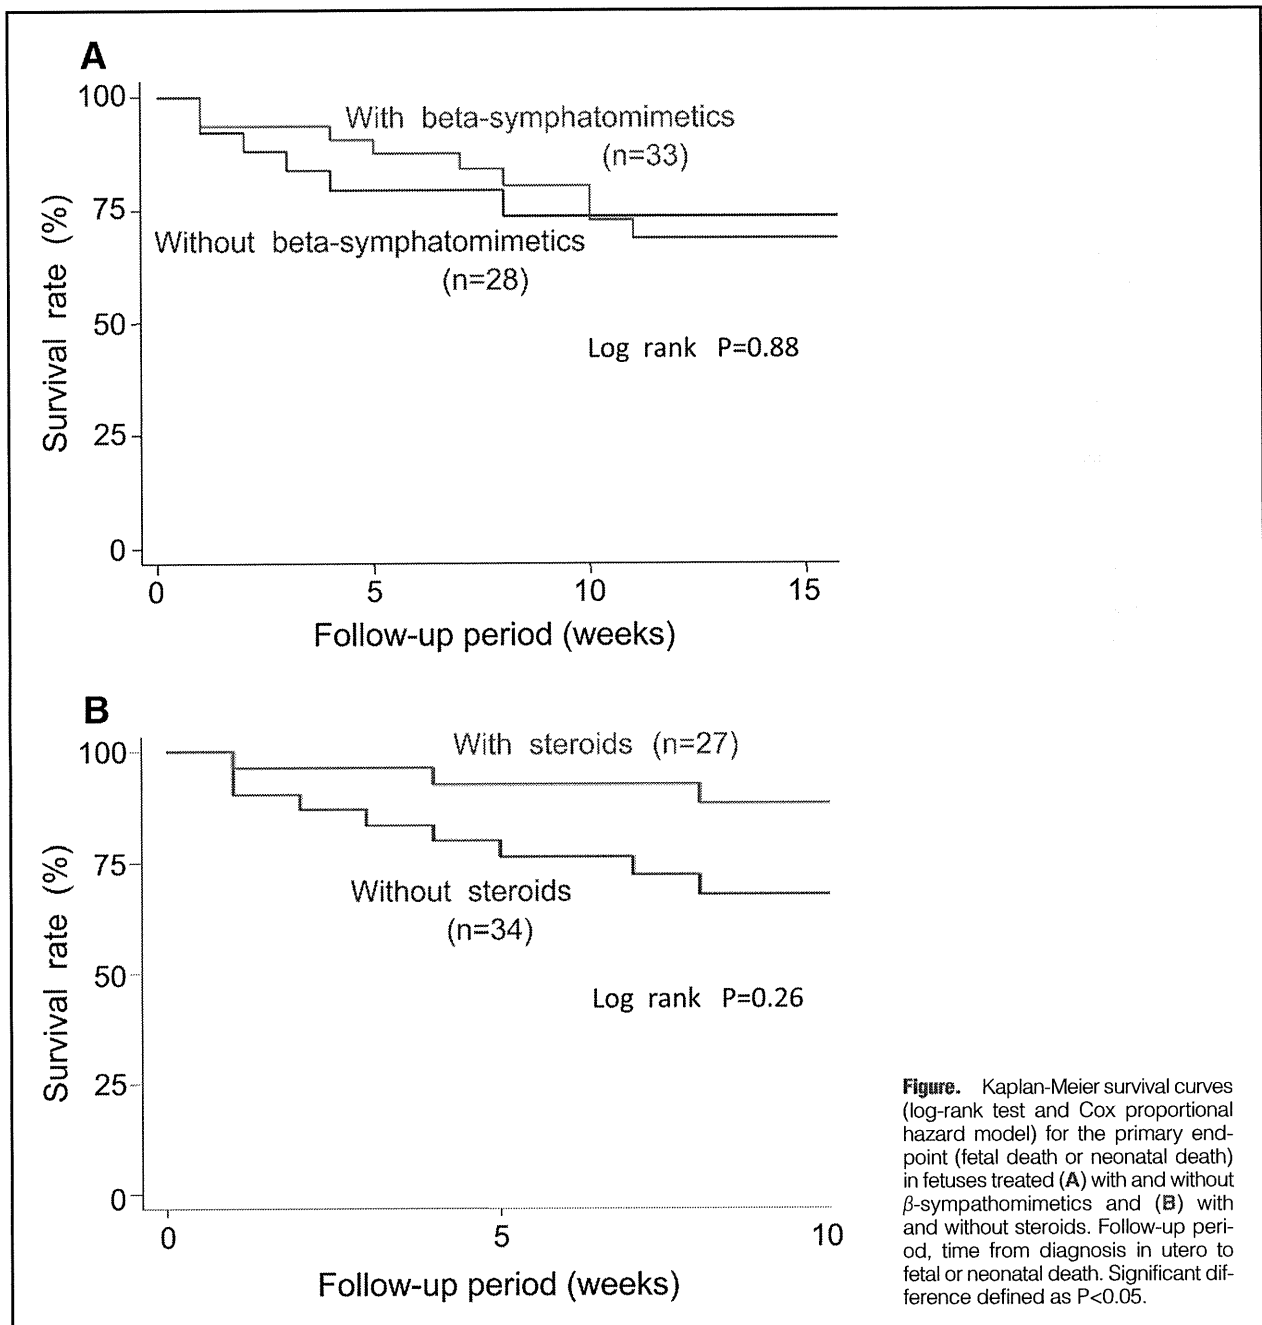 A
100
75
50
25
0
Survival rate (%)
With beta-symphatomimetics
(n=33)
Without beta-symphatomimetics
(n=28)
Log rank P=0.88
0 5 10 15
Follow-up period (weeks)
B
100
75
50
25
0
Survival rate (%)
With steroids (n=27)
Without steroids
(n=34)
Log rank P=0.26
0 5 10
Follow-up period (weeks)
Figure. Kaplan-Meier survival curves
(log-rank test and Cox proportional
hazard model) for the primary end-
point (fetal death or neonatal death)
in fetuses treated (A) with and without
β-sympathomimetics and (B) with
and without steroids. Follow-up peri-
od, time from diagnosis in utero to
fetal or neonatal death. Significant dif-
ference defined as P<0.05.